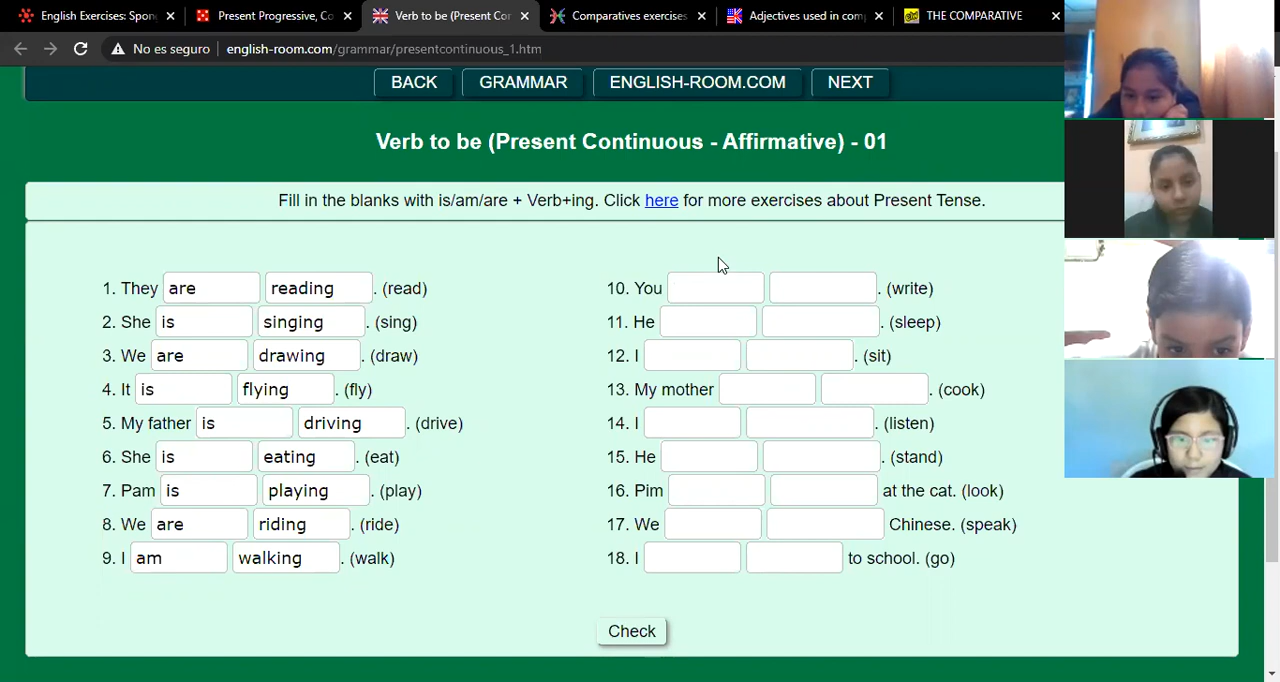 English Exercises: Spon
Present Progressive, Co
Verb to be (Present Con
Comparatives exercises
Adjectives used in com
THE COMPARATIVE
No es seguro
english-room.com/grammar/presentcontinuous_1.htm
BACK
GRAMMAR
ENGLISH-ROOM.COM
NEXT
Verb to be (Present Continuous - Affirmative) - 01
Fill in the blanks with is/am/are + Verb+ing. Click here for more exercises about Present Tense.
1. They are reading . (read)
2. She is singing . (sing)
3. We are drawing . (draw)
4. It is flying . (fly)
5. My father is driving . (drive)
6. She is eating . (eat)
7. Pam is playing . (play)
8. We are riding . (ride)
9. I am walking . (walk)
10. You . (write)
11. He . (sleep)
12. I . (sit)
13. My mother . (cook)
14. I . (listen)
15. He . (stand)
16. Pim at the cat. (look)
17. We Chinese. (speak)
18. I to school. (go)
Check